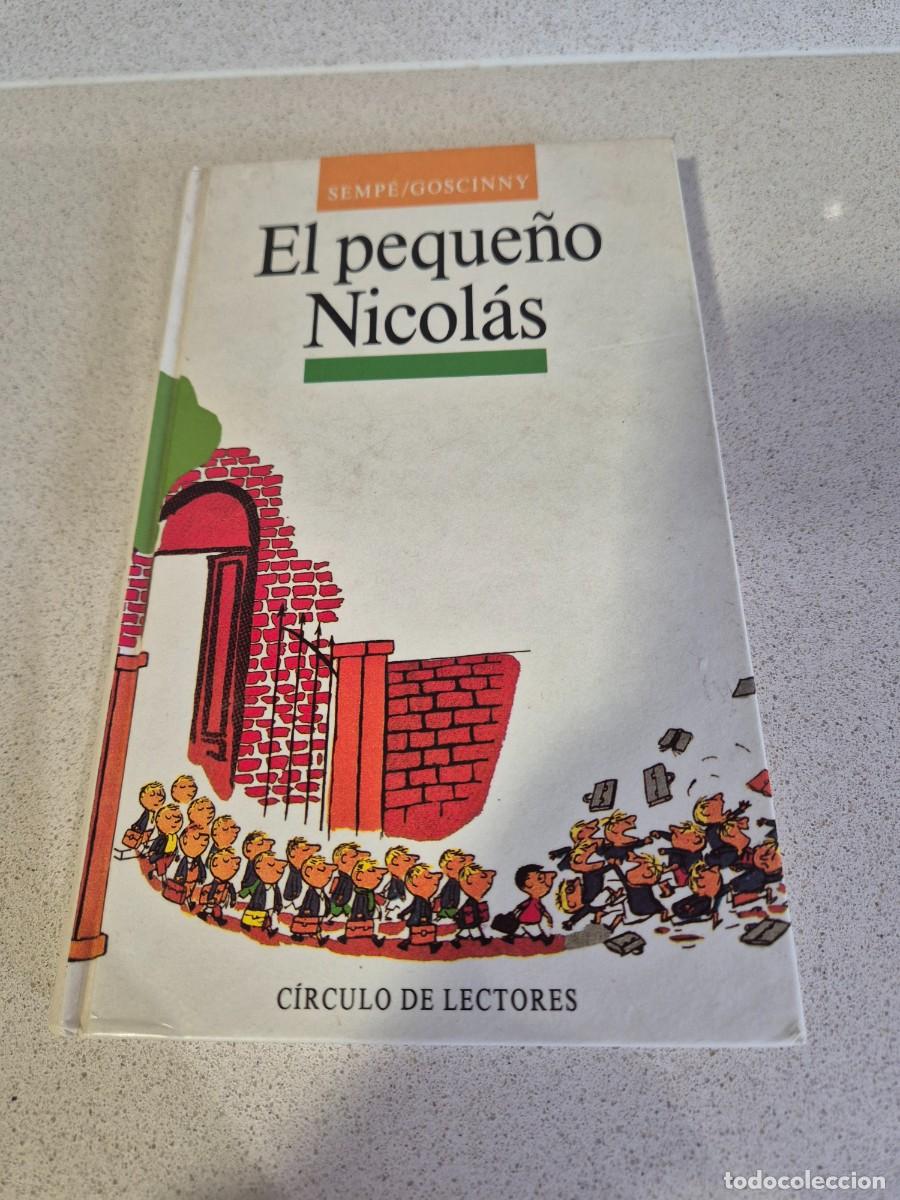 SEMPÉ/GOSCINNY
El pequeño
Nicolás
CÍRCULO DE LECTORES
todocoleccion